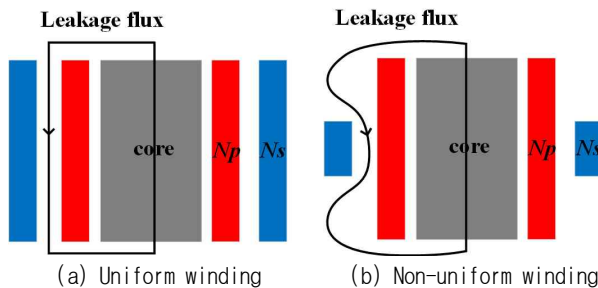 Leakage flux
core
Np
Ns
(a) Uniform winding
Leakage flux
core
Np
Ns
(b) Non-uniform winding